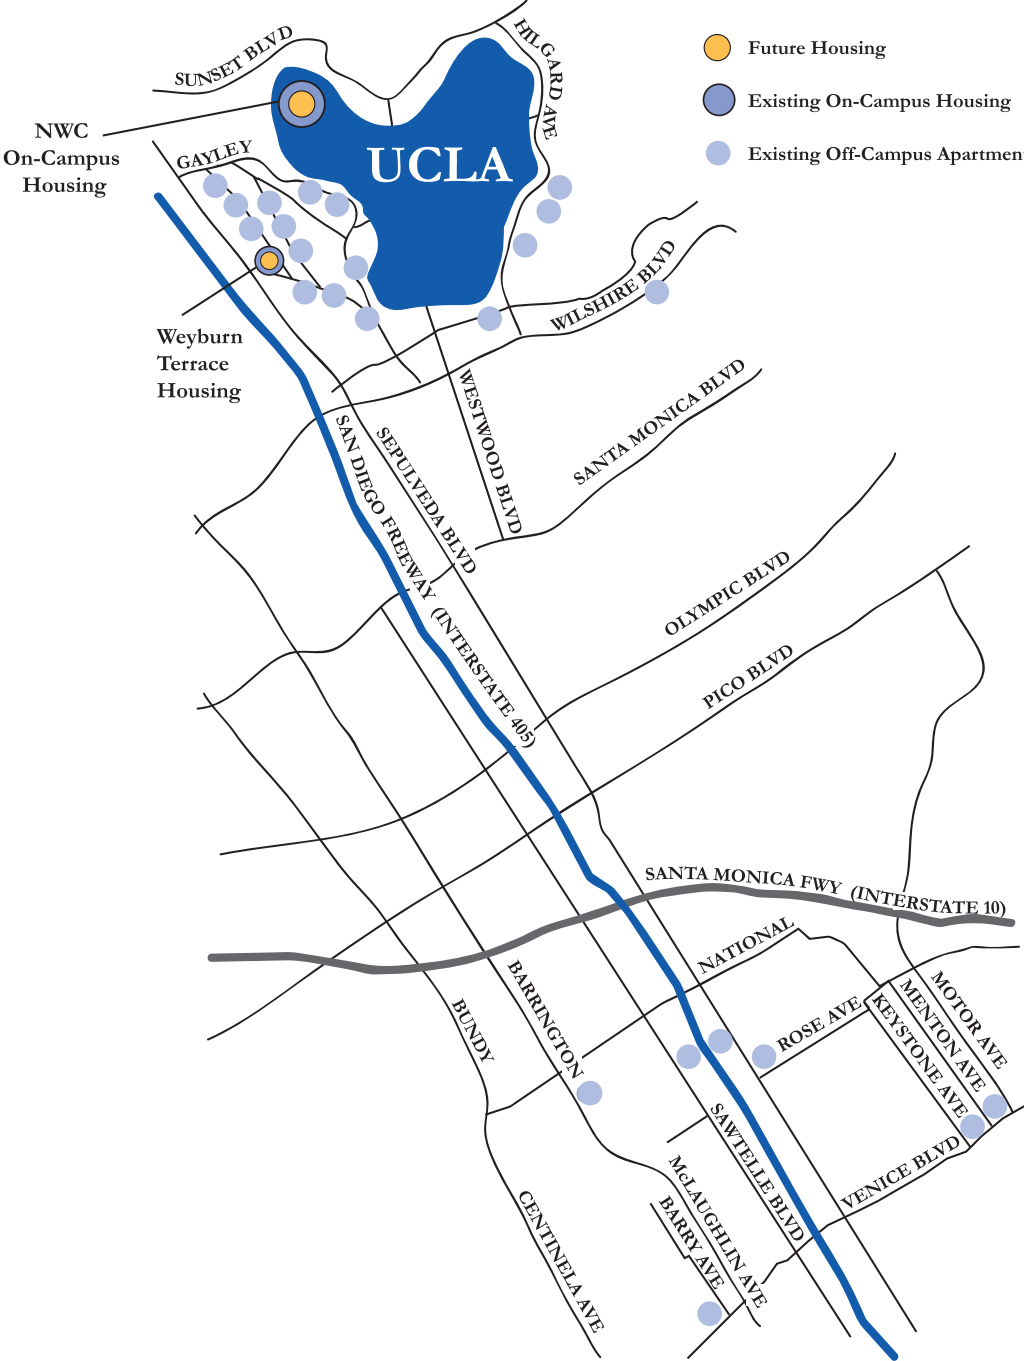 SUNSET BLVD
HILGARD AVE
Future Housing
Existing On-Campus Housing
Existing Off-Campus Apartmen
NWC
On-Campus
Housing
GAYLEY
UCLA
WILSHIRE BLVD
Weyburn
Terrace
Housing
WESTWOOD BLVD
SANTA MONICA BLVD
SAN DIEGO FREEWAY (INTERSTATE 405)
SEPULVEDA BLVD
OLYMPIC BLVD
PICO BLVD
SANTA MONICA FWY (INTERSTATE 10)
NATIONAL
BARRINGTON
BUNDY
ROSE AVE
KEYSTONE AVE
MENTON AVE
MOTOR AVE
SAWTELLE BLVD
VENICE BLVD
McLAUGHLIN AVE
BARRY AVE
CENTINELA AVE